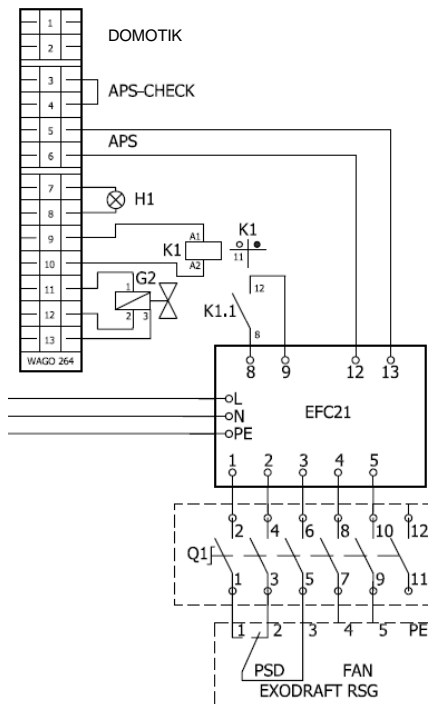 1
DOMOTIK
2
3
APS-CHECK
4
5
APS
6
7
H1
8
9 A1 K1
K1 11
10 A2
11 G2
1
12 2 3
13
WAGO 264
12
K1.1
8
8 9 12 13
L
EFC21
N
PE
1 2 3 4 5
2 4 6 8 10 12
Q1
1 3 5 7 9 11
1 2 3 4 5 PE
PSD FAN
EXODRAFT RSG